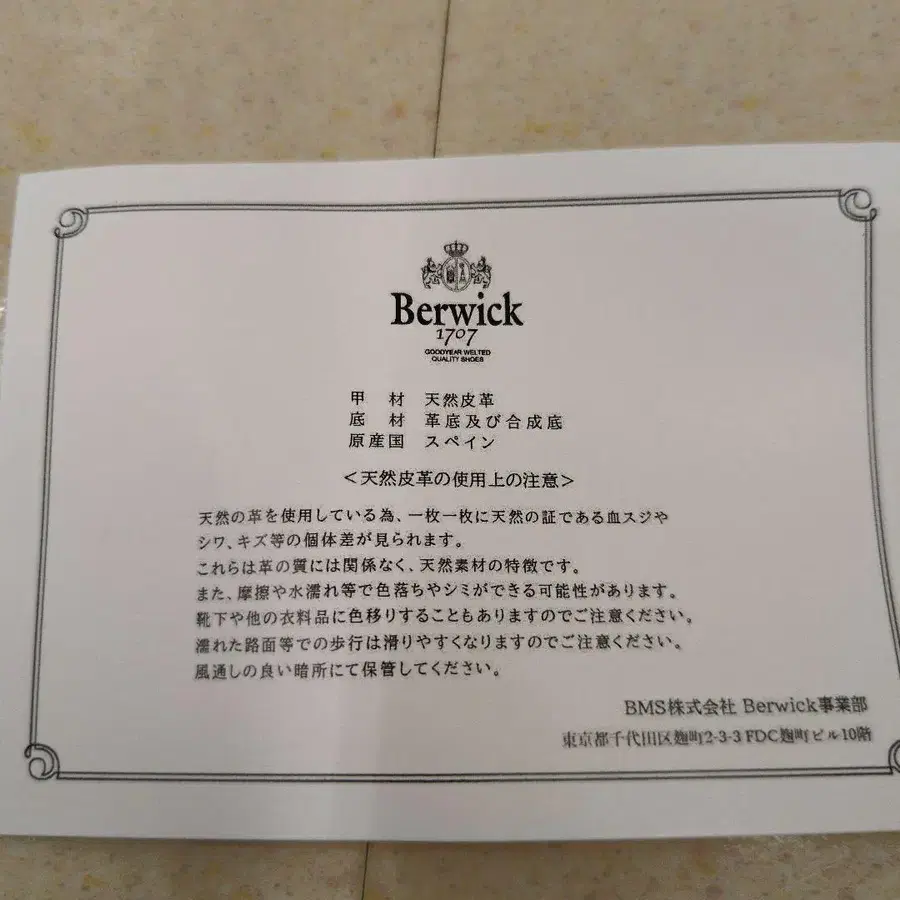 Berwick
1707
GOODYEAR WELTED
QUALITY SHOES
甲 材 天然皮革
底 材 革底及び合成底
原産国 スペイン
<天然皮革の使用上の注意>
天然の革を使用している為、一枚一枚に天然の証である血スジや
シワ、キズ等の個体差が見られます。
これらは革の質には関係なく、天然素材の特徴です。
また、摩擦や水濡れ等で色落ちやシミができる可能性があります。
靴下や他の衣料品に色移りすることもありますのでご注意ください。
濡れた路面等での歩行は滑りやすくなりますのでご注意ください。
風通しの良い暗所にて保管してください。
BMS株式会社 Berwick事業部
東京都千代田区麹町2-3-3 FDC麹町ビル10階